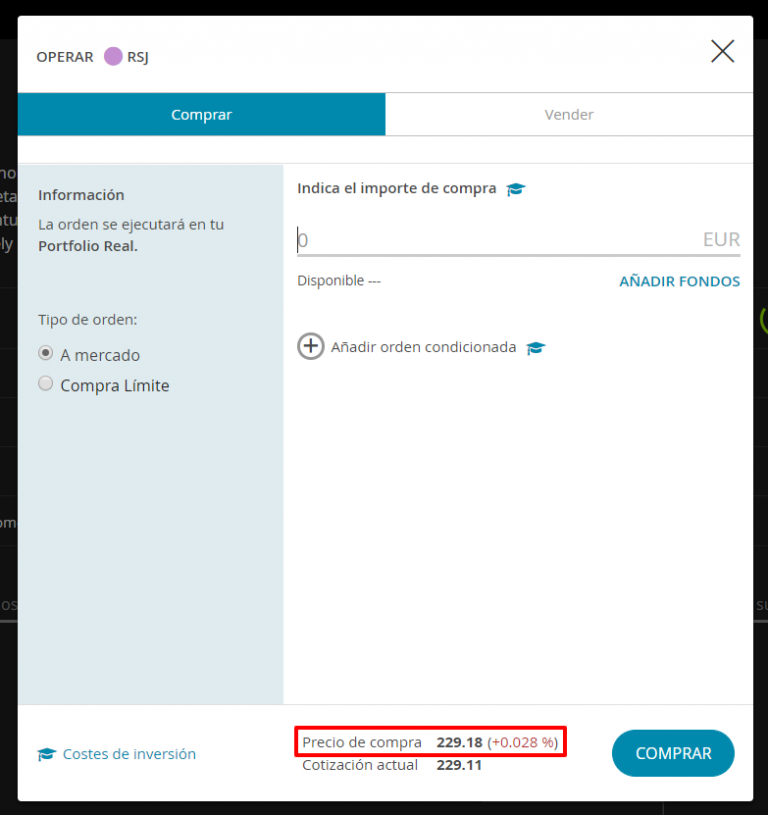 OPERAR RSJ
Comprar
Vender
Información
La orden se ejecutará en tu
Portfolio Real.
Tipo de orden:
A mercado
Compra Límite
Indica el importe de compra
0 EUR
Disponible ---
AÑADIR FONDOS
Añadir orden condicionada
Costes de inversión
Precio de compra 229.18 (+0.028 %)
Cotización actual 229.11
COMPRAR